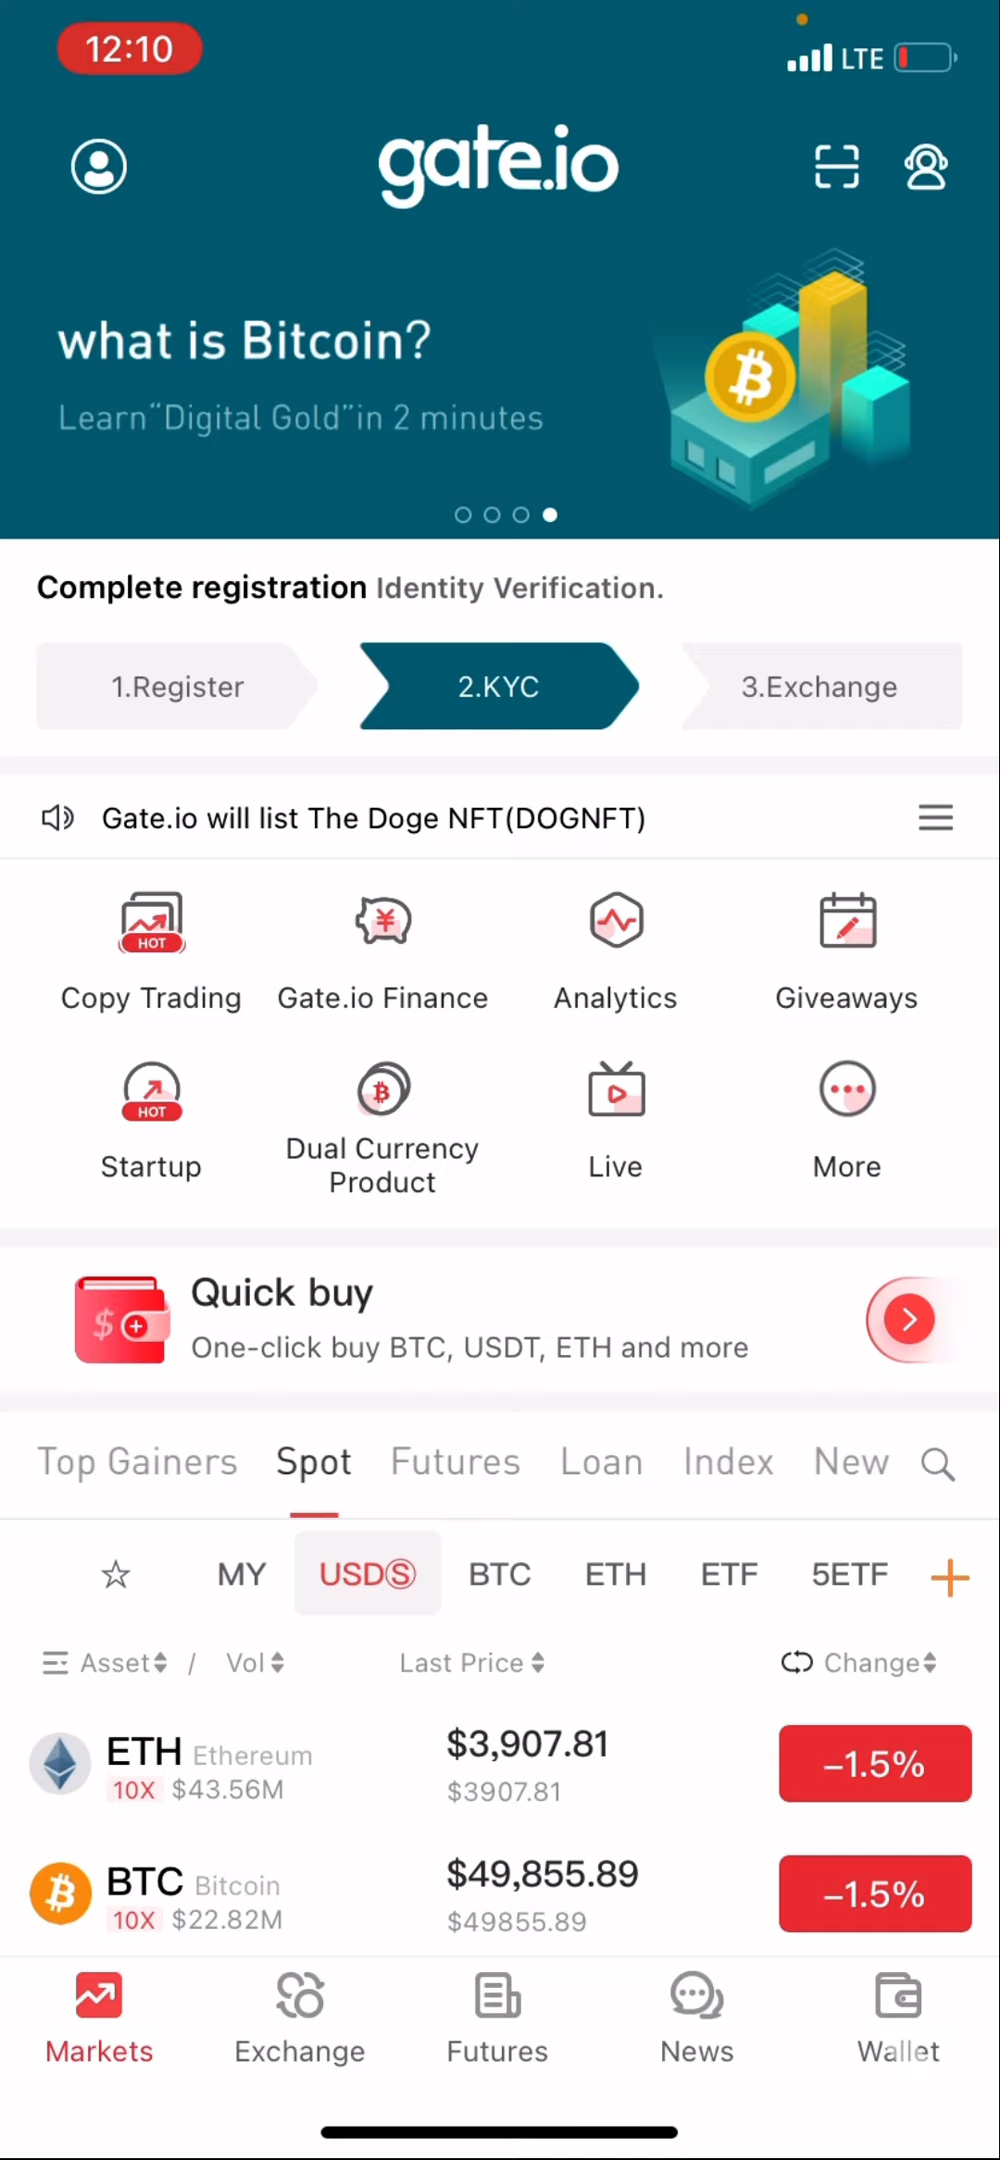 12:10
LTE
gate.io
what is Bitcoin?
Learn“Digital Gold”in 2 minutes
Complete registration Identity Verification.
1.Register
2.KYC
3.Exchange
Gate.io will list The Doge NFT(DOGNFT)
HOT
¥
Copy Trading
Gate.io Finance
Analytics
Giveaways
HOT
Startup
Dual Currency
Product
Live
More
$
Quick buy
One-click buy BTC, USDT, ETH and more
Top Gainers
Spot
Futures
Loan
Index
New
MY
USDⓈ
BTC
ETH
ETF
5ETF
Asset / Vol
Last Price
Change
ETH Ethereum
$3,907.81
–1.5%
10X $43.56M
$3907.81
BTC Bitcoin
$49,855.89
–1.5%
10X $22.82M
$49855.89
Markets
Exchange
Futures
News
Wallet